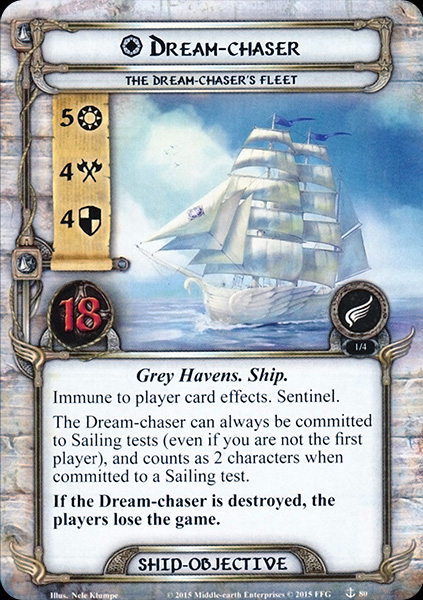 Dream-chaser
The Dream-chaser's Fleet
5
4
4
18
1/4
Grey Havens. Ship.
Immune to player card effects. Sentinel.
The Dream-chaser can always be committed
to Sailing tests (even if you are not the first
player), and counts as 2 characters when
committed to a Sailing test.
If the Dream-chaser is destroyed, the
players lose the game.
Ship-Objective
Illus. Nele Klumpe © 2015 Middle-earth Enterprises © 2015 FFG 80